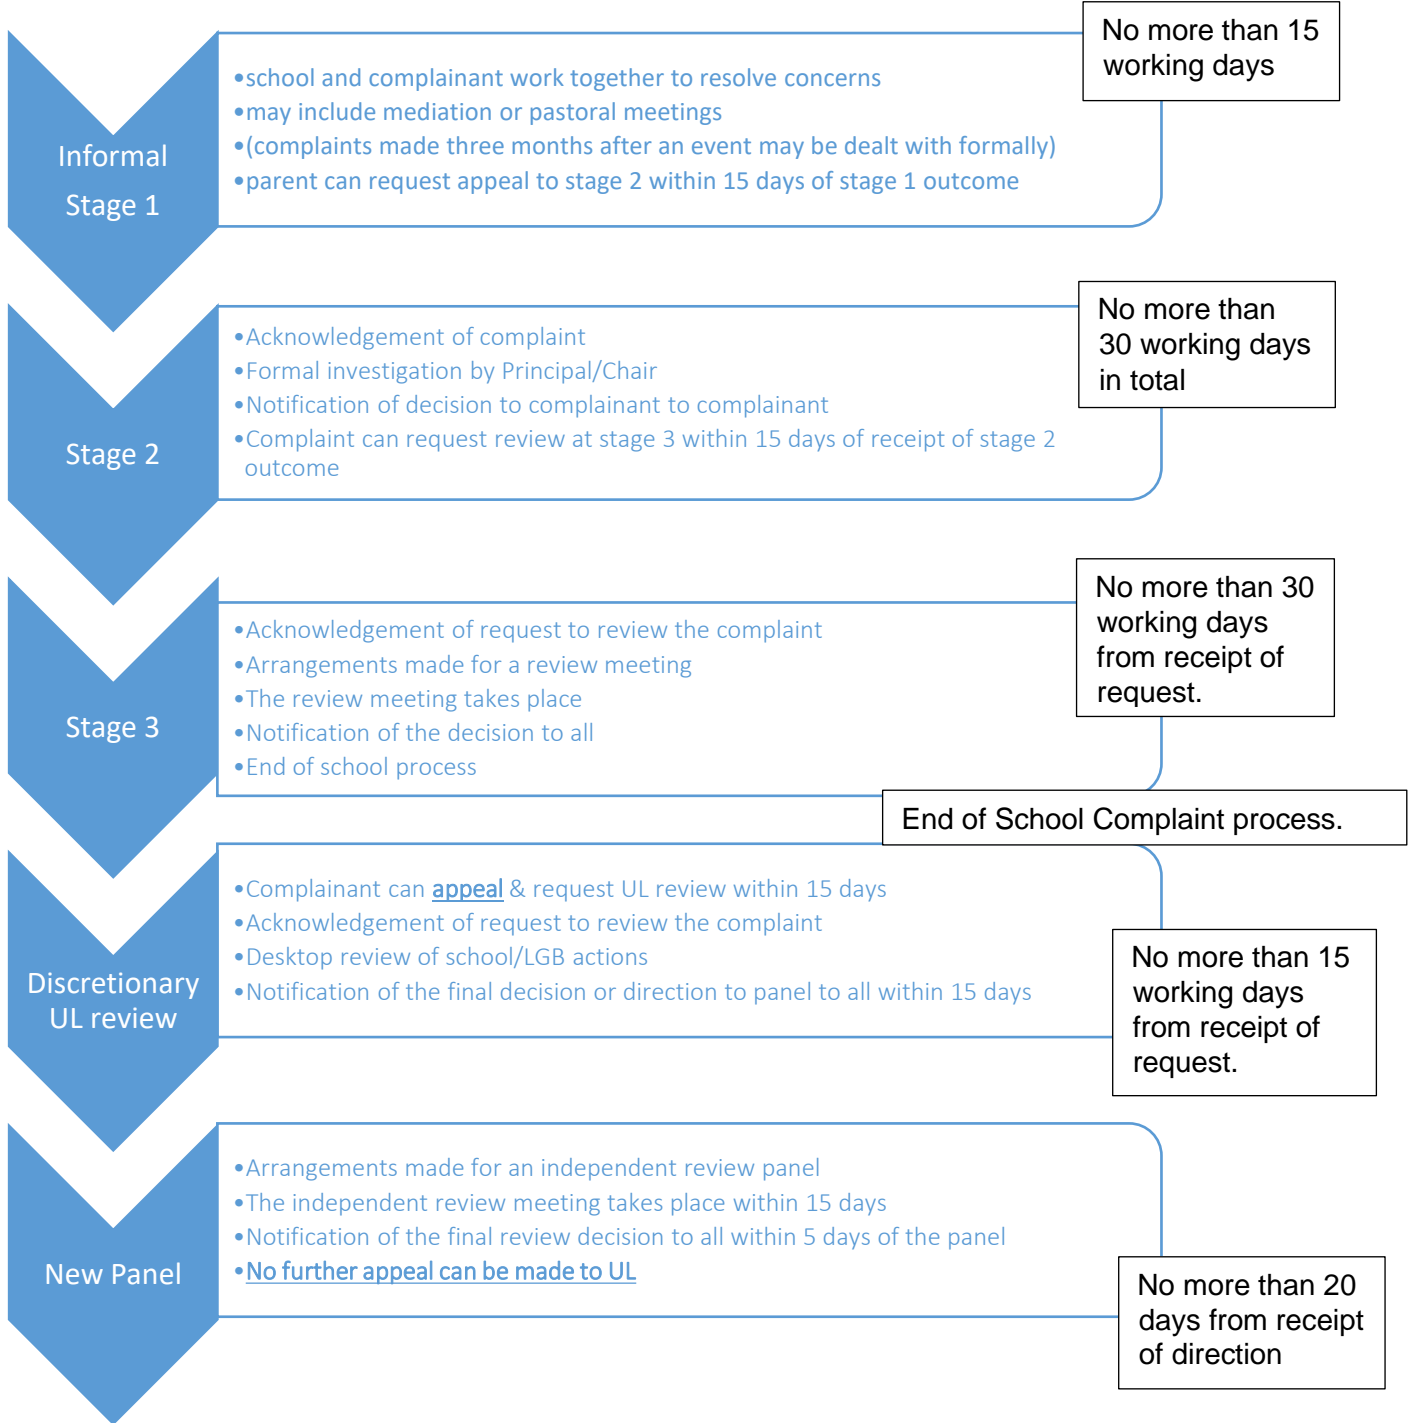 No more than 15
working days
Informal
Stage 1
•school and complainant work together to resolve concerns
•may include mediation or pastoral meetings
•(complaints made three months after an event may be dealt with formally)
•parent can request appeal to stage 2 within 15 days of stage 1 outcome
No more than
30 working days
in total
Stage 2
•Acknowledgement of complaint
•Formal investigation by Principal/Chair
•Notification of decision to complainant to complainant
•Complaint can request review at stage 3 within 15 days of receipt of stage 2
outcome
No more than 30
working days
from receipt of
request.
Stage 3
•Acknowledgement of request to review the complaint
•Arrangements made for a review meeting
•The review meeting takes place
•Notification of the decision to all
•End of school process
End of School Complaint process.
Discretionary
UL review
•Complainant can appeal & request UL review within 15 days
•Acknowledgement of request to review the complaint
•Desktop review of school/LGB actions
•Notification of the final decision or direction to panel to all within 15 days
No more than 15
working days
from receipt of
request.
New Panel
•Arrangements made for an independent review panel
•The independent review meeting takes place within 15 days
•Notification of the final review decision to all within 5 days of the panel
•No further appeal can be made to UL
No more than 20
days from receipt
of direction